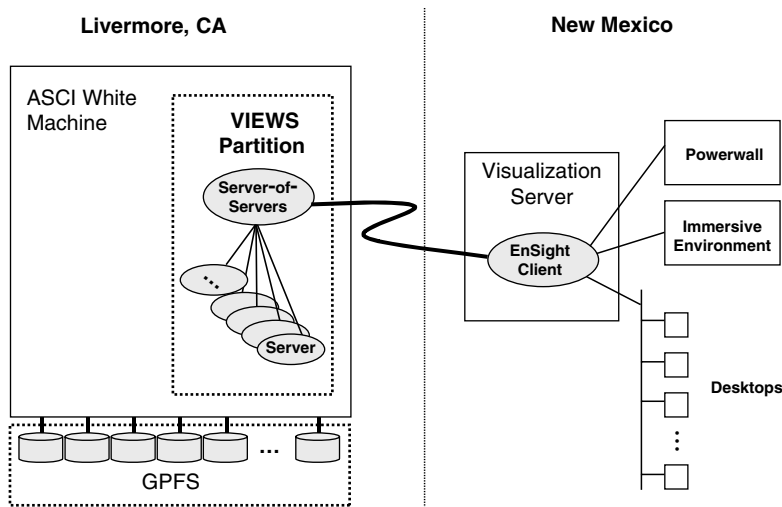 Livermore, CA
New Mexico
ASCI White
Machine
VIEWS
Partition
Server-of-
Servers
...
Server
GPFS
...
Visualization
Server
EnSight
Client
Powerwall
Immersive
Environment
Desktops
...